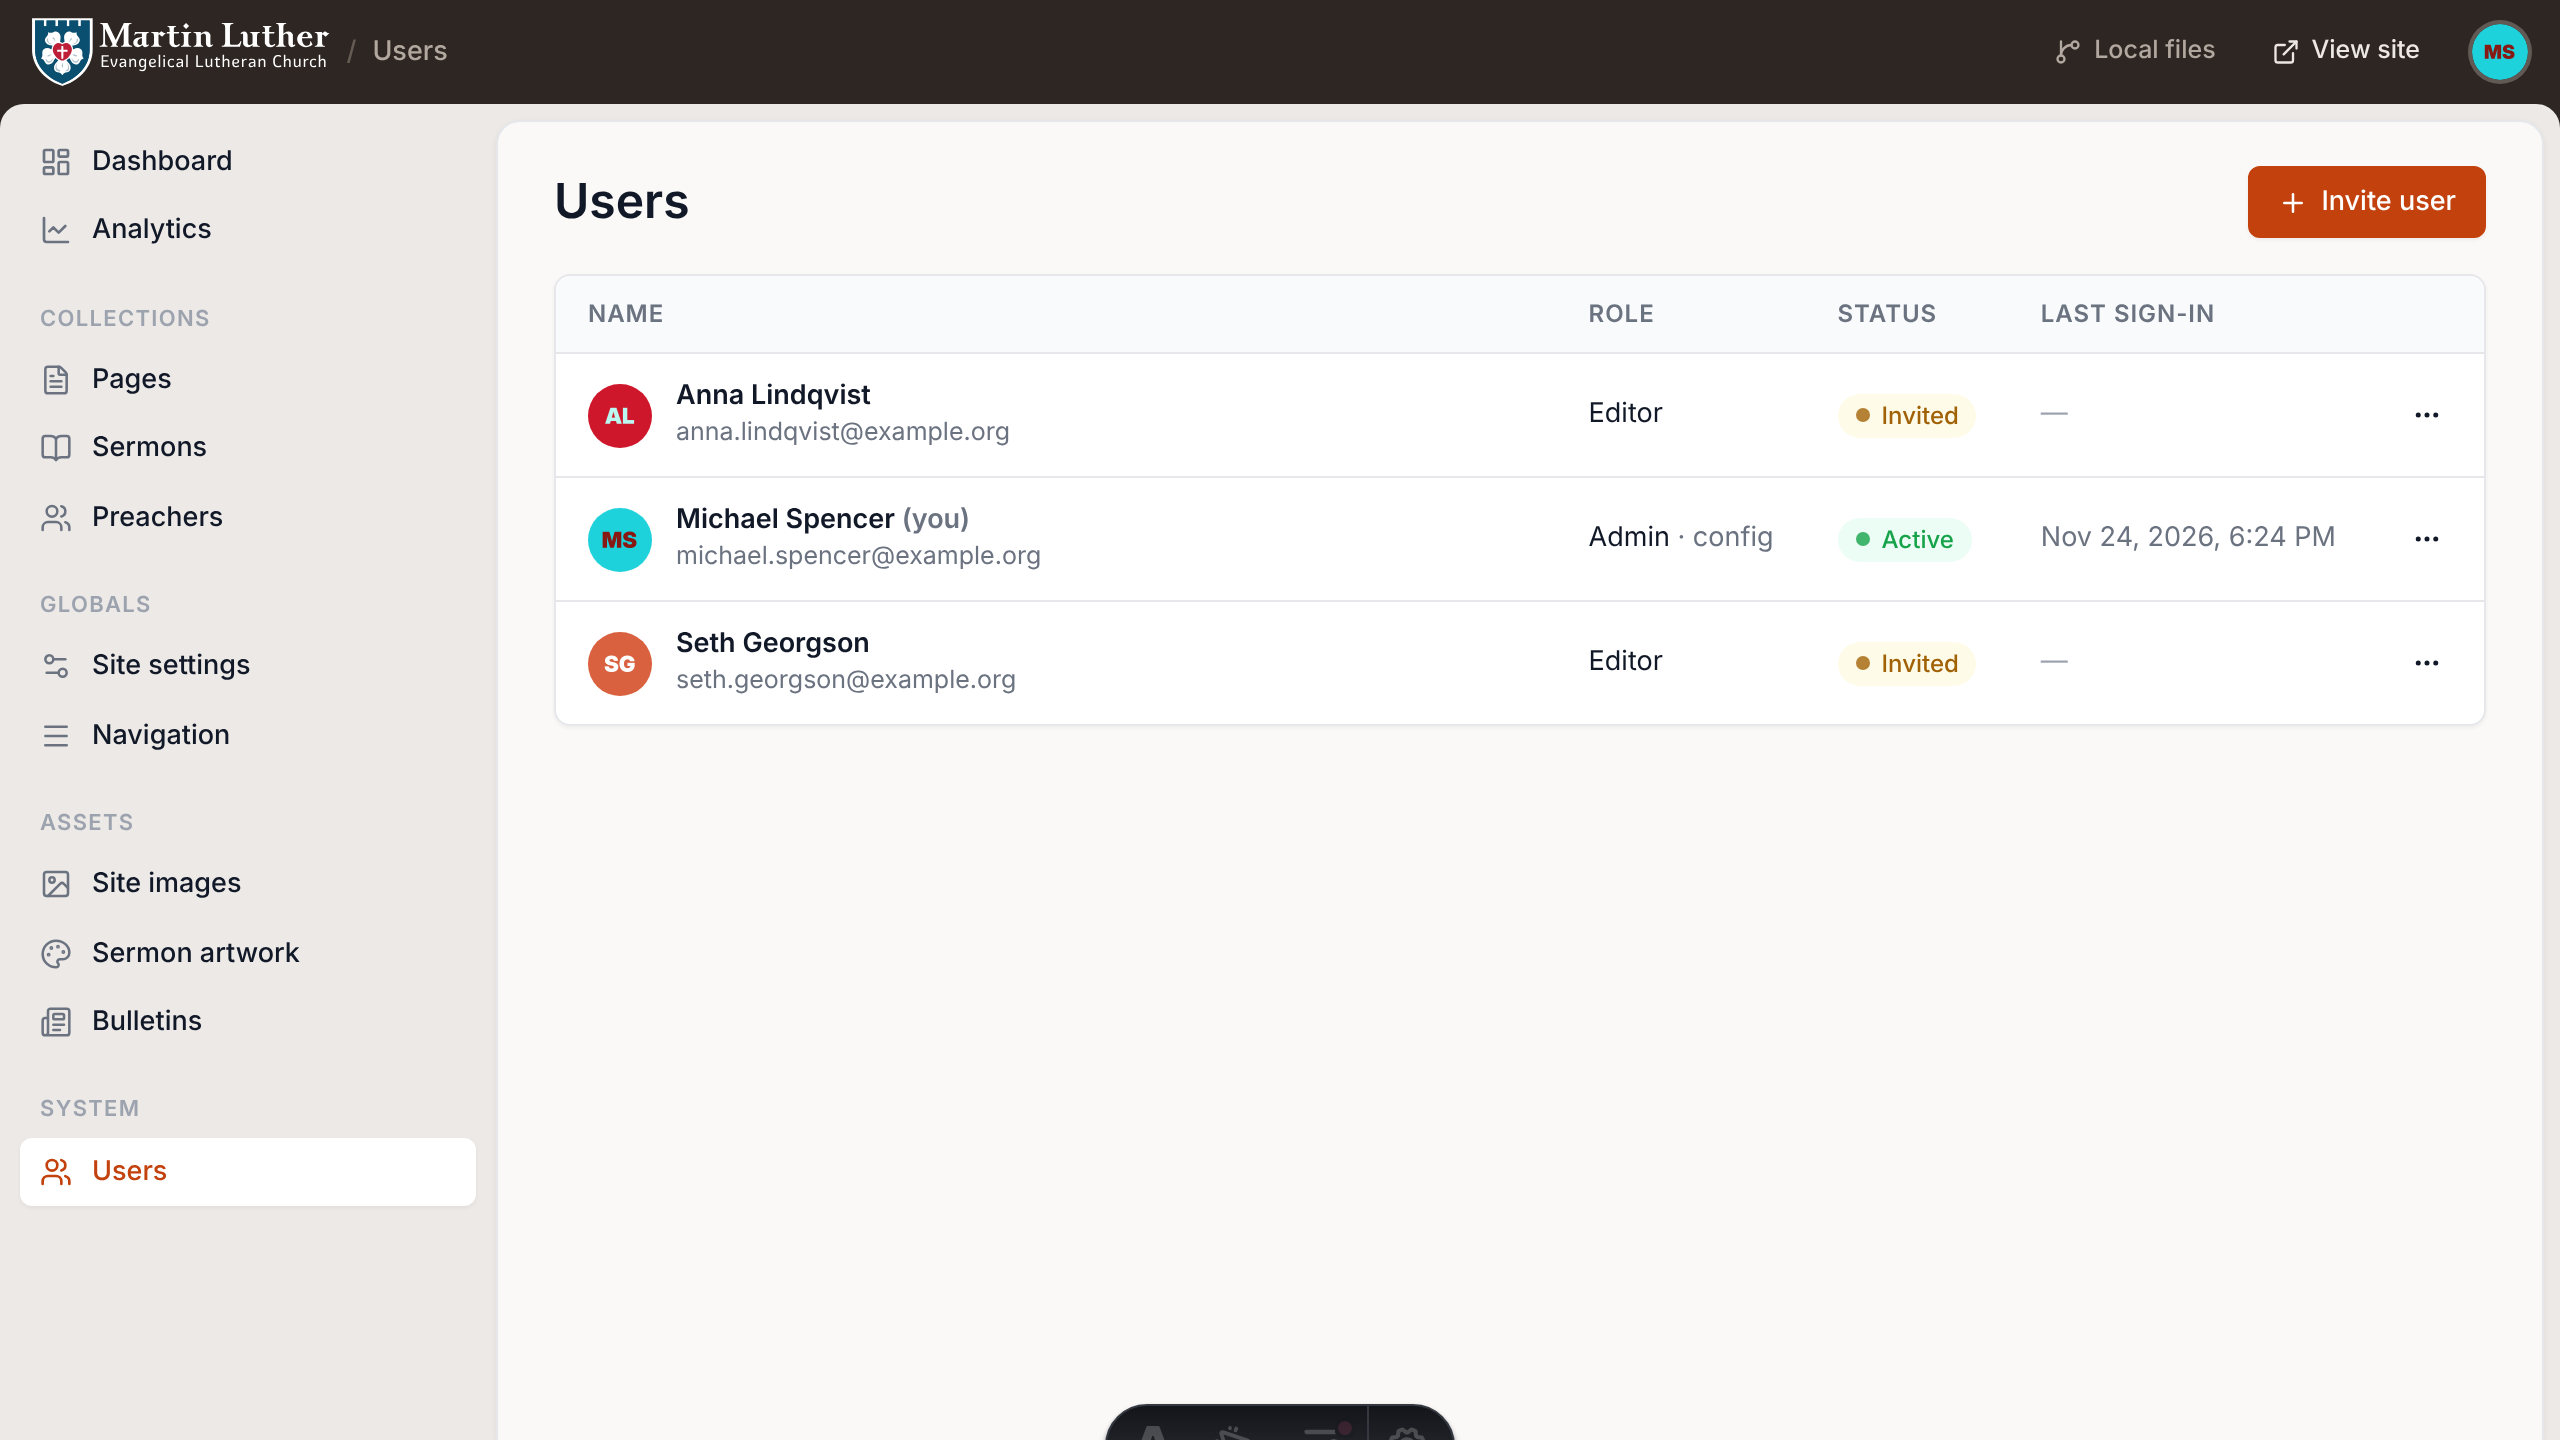 Martin Luther
Evangelical Lutheran Church
/ Users
Local files
View site
MS
Dashboard
Analytics
COLLECTIONS
Pages
Sermons
Preachers
GLOBALS
Site settings
Navigation
ASSETS
Site images
Sermon artwork
Bulletins
SYSTEM
Users
Users
+ Invite user
NAME ROLE STATUS LAST SIGN-IN
AL Anna Lindqvist
anna.lindqvist@example.org
Editor Invited —
MS Michael Spencer (you)
michael.spencer@example.org
Admin · config Active Nov 24, 2026, 6:24 PM
SG Seth Georgson
seth.georgson@example.org
Editor Invited —